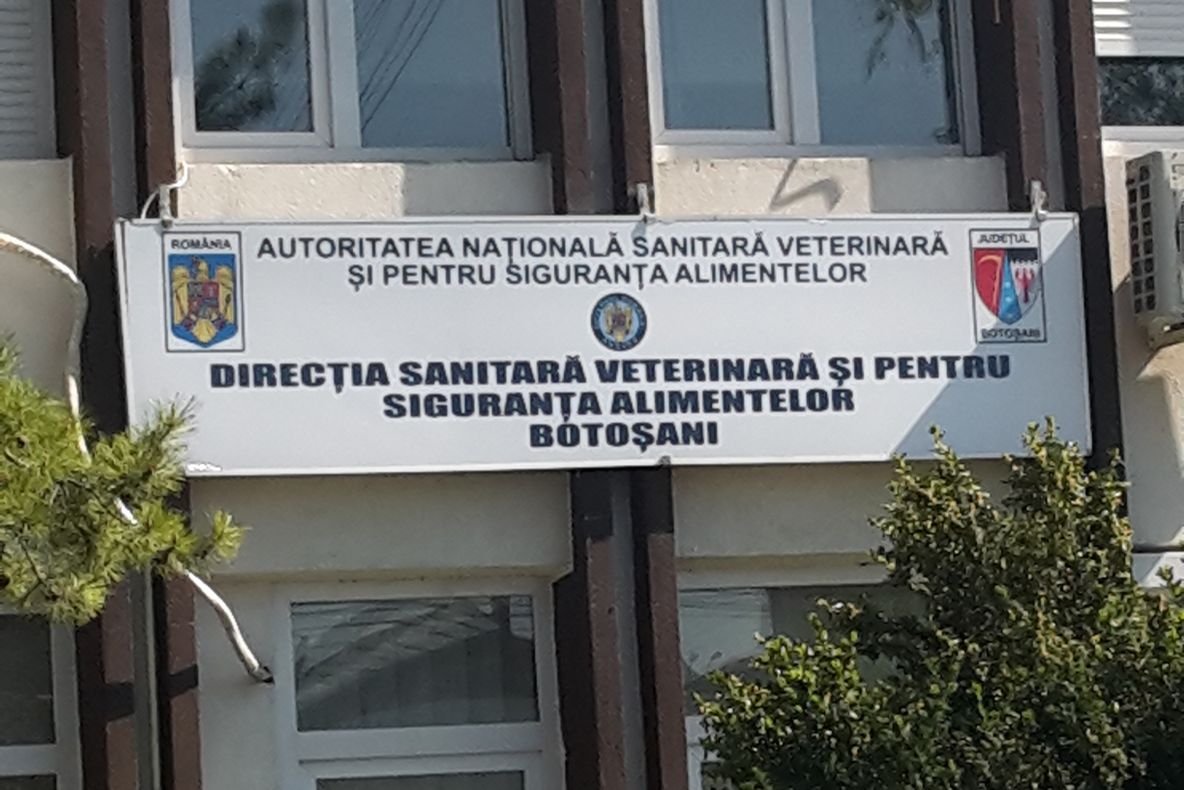 ROMÂNIA
AUTORITATEA NAȚIONALĂ SANITARĂ VETERINARĂ
ȘI PENTRU SIGURANȚA ALIMENTELOR
JUDEȚUL
BOTOȘANI
DIRECȚIA SANITARĂ VETERINARĂ ȘI PENTRU
SIGURANȚA ALIMENTELOR
BOTOȘANI